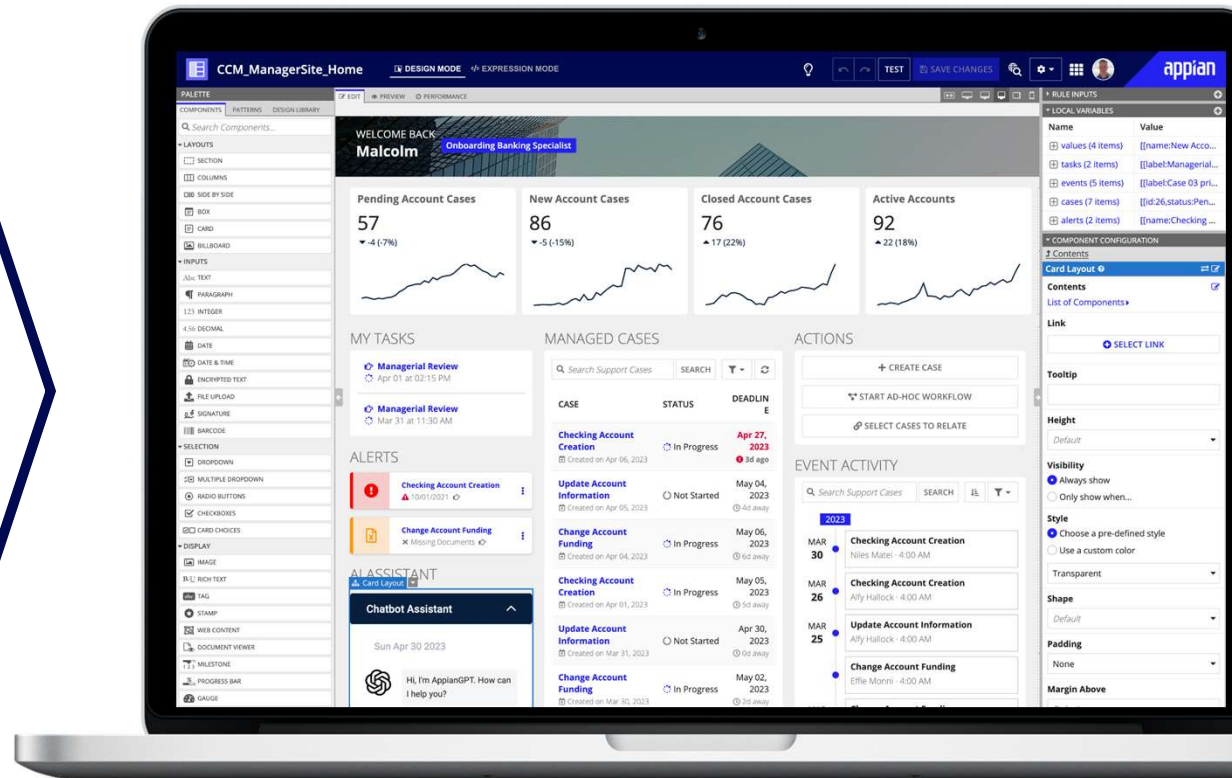 CCM_ManagerSite_Home
DESIGN MODE
EXPRESSION MODE
TEST
SAVE CHANGES
appian
PALETTE
COMPONENTS
PATTERNS
DESIGN LIBRARY
Search Components...
LAYOUTS
SECTION
COLUMNS
SIDE BY SIDE
BOX
CARD
BILLBOARD
INPUTS
Abc TEXT
PARAGRAPH
123 INTEGER
4.56 DECIMAL
DATE
DATE & TIME
ENCRYPTED TEXT
FILE UPLOAD
SIGNATURE
BARCODE
SELECTION
DROPDOWN
MULTIPLE DROPDOWN
RADIO BUTTONS
CHECKBOXES
CARD CHOICES
DISPLAY
IMAGE
RICH TEXT
TAG
STAMP
WEB CONTENT
DOCUMENT VIEWER
MILESTONE
PROGRESS BAR
GAUGE
EDIT
PREVIEW
PERFORMANCE
WELCOME BACK
Malcolm
Onboarding Banking Specialist
Pending Account Cases
57
-4 (-7%)
New Account Cases
86
-5 (-15%)
Closed Account Cases
76
17 (22%)
Active Accounts
92
22 (18%)
MY TASKS
Managerial Review
Apr 01 at 02:15 PM
Managerial Review
Mar 31 at 11:30 AM
ALERTS
Checking Account Creation
10/01/2021
Change Account Funding
Missing Documents
AI ASSISTANT
Card Layout
Chatbot Assistant
Sun Apr 30 2023
Hi, I'm AppianGPT. How can
I help you?
MANAGED CASES
Search Support Cases
SEARCH
CASE
STATUS
DEADLIN
E
Checking Account
Creation
Created on Apr 06, 2023
In Progress
Apr 27,
2023
3d ago
Update Account
Information
Created on Apr 05, 2023
Not Started
May 04,
2023
4d away
Change Account
Funding
Created on Apr 04, 2023
In Progress
May 06,
2023
6d away
Checking Account
Creation
Created on Apr 01, 2023
In Progress
May 05,
2023
5d away
Update Account
Information
Created on Mar 31, 2023
Not Started
Apr 30,
2023
0d away
Change Account
Funding
Created on Mar 30, 2023
In Progress
May 02,
2023
2d away
ACTIONS
CREATE CASE
START AD-HOC WORKFLOW
SELECT CASES TO RELATE
EVENT ACTIVITY
Search Support Cases
SEARCH
2023
MAR
30
Checking Account Creation
Niles Matei - 4:00 AM
MAR
26
Checking Account Creation
Alfy Hallock - 4:00 AM
MAR
25
Update Account Information
Alfy Hallock - 4:00 AM
Change Account Funding
Effie Monni - 4:00 AM
RULE INPUTS
LOCAL VARIABLES
Name
Value
values (4 items)
[[name:New Acco...
tasks (2 items)
[[label:Managerial...
events (5 items)
[[label:Case 03 pri...
cases (7 items)
[[id:26,status:Pen...
alerts (2 items)
[[name:Checking ...
COMPONENT CONFIGURATION
Contents
Card Layout
Contents
List of Components
Link
SELECT LINK
Tooltip
Height
Default
Visibility
Always show
Only show when...
Style
Choose a pre-defined style
Use a custom color
Transparent
Shape
Default
Padding
None
Margin Above